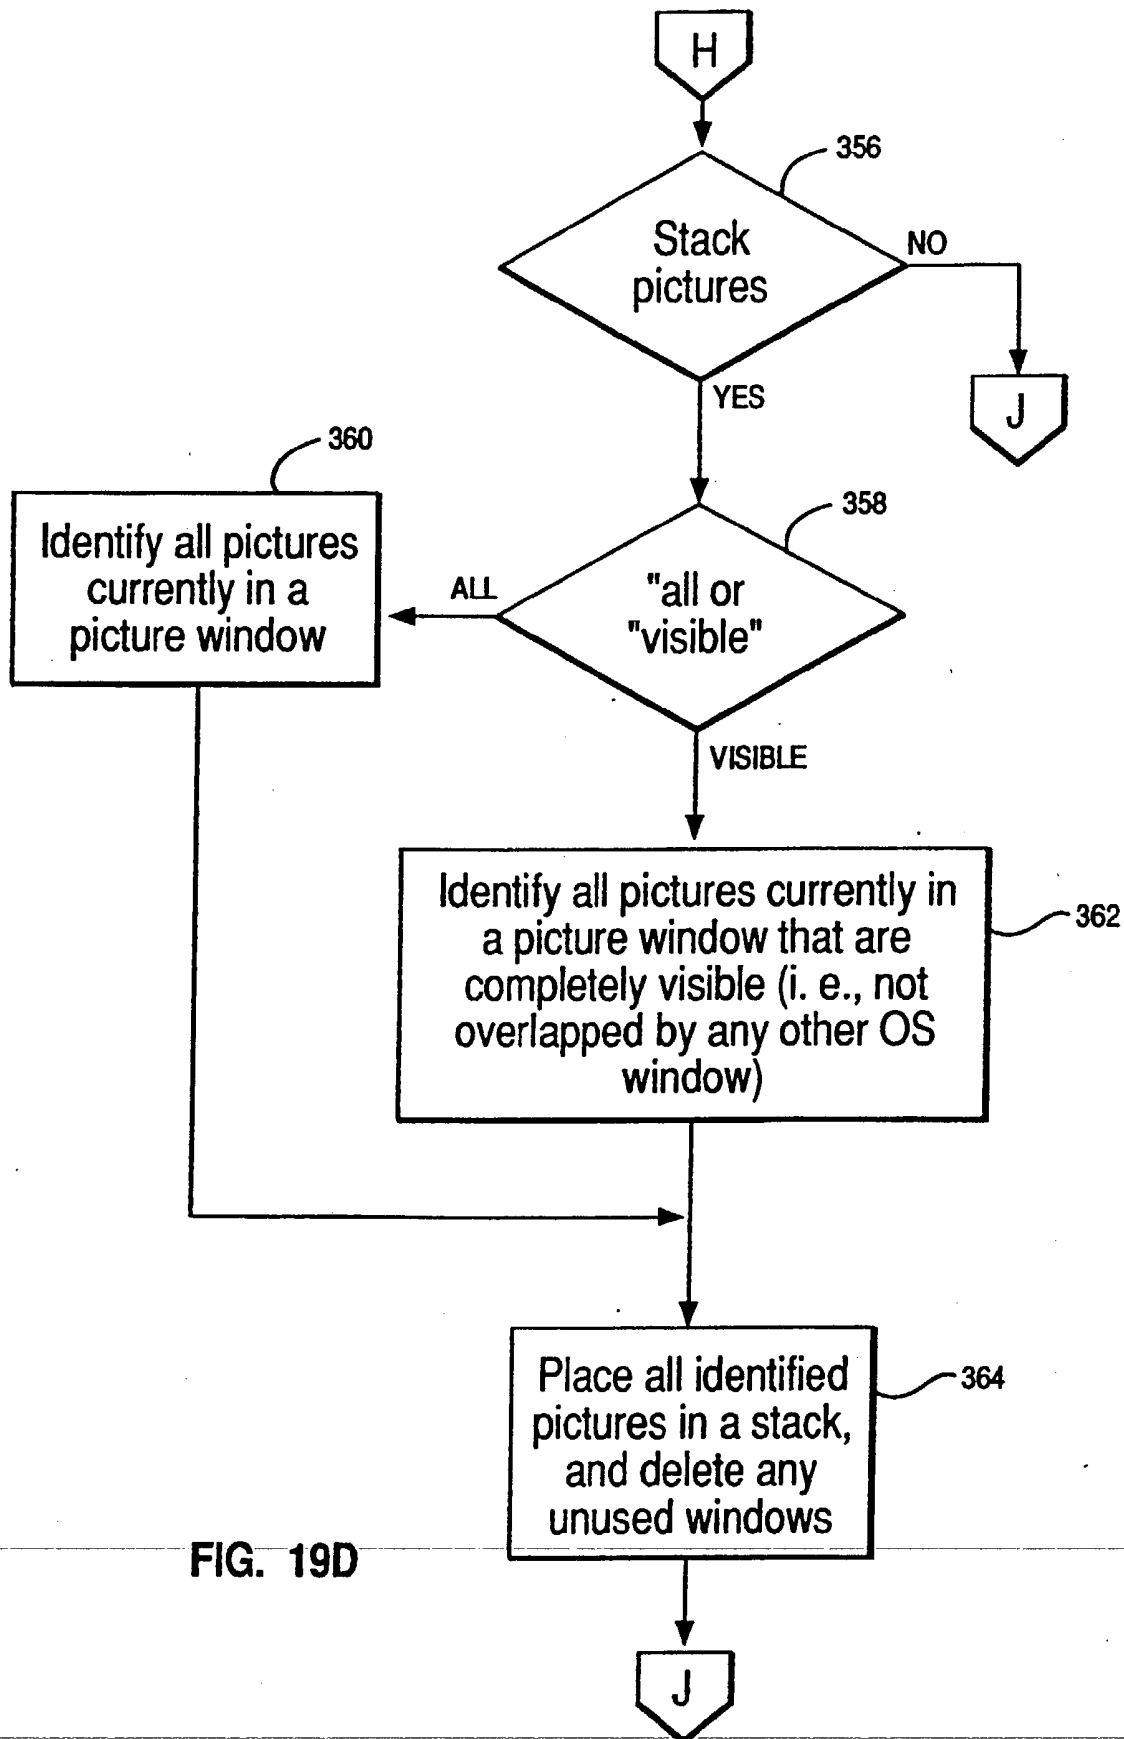 H
356
Stack
pictures
NO
J
YES
360
Identify all pictures
currently in a
picture window
358
ALL
"all or
"visible"
VISIBLE
Identify all pictures currently in
a picture window that are
completely visible (i. e., not
overlapped by any other OS
window)
362
Place all identified
pictures in a stack,
and delete any
unused windows
364
FIG. 19D
J